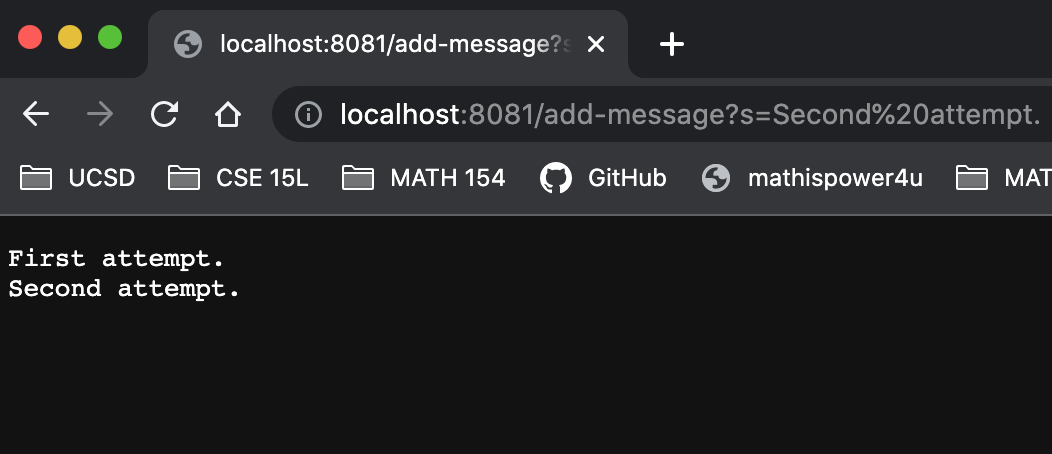 localhost:8081/add-message?s
localhost:8081/add-message?s=Second%20attempt.
UCSD CSE 15L MATH 154 GitHub mathispower4u MAT
First attempt.
Second attempt.